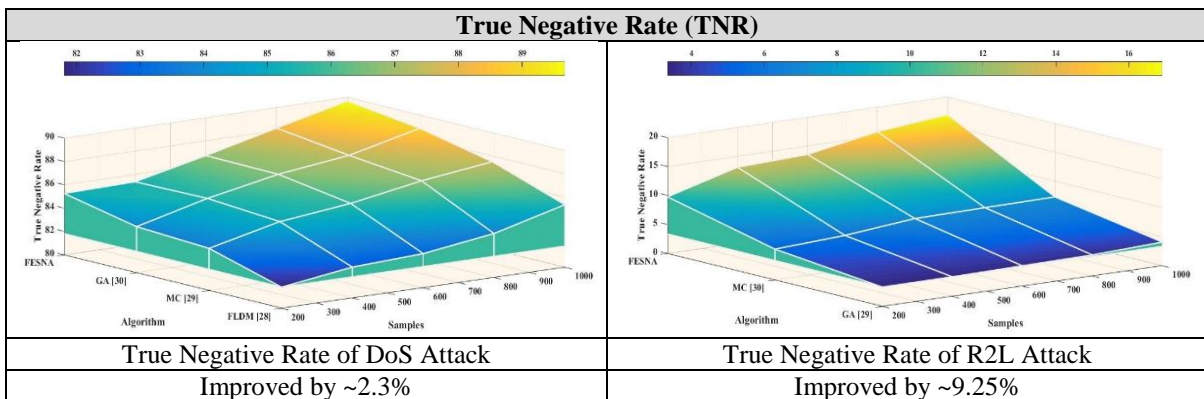 True Negative Rate (TNR)
82 83 84 85 86 87 88 89
90
88
86
84
82
80
True Negative Rate
FESNA
GA [30]
MC [29]
FLDM [28]
Algorithm
200 300 400 500 600 700 800 900 1000
Samples
4 6 8 10 12 14 16
20
15
10
5
0
True Negative Rate
FESNA
MC [30]
GA [29]
Algorithm
200 300 400 500 600 700 800 900 1000
Samples
True Negative Rate of DoS Attack
True Negative Rate of R2L Attack
Improved by ~2.3%
Improved by ~9.25%